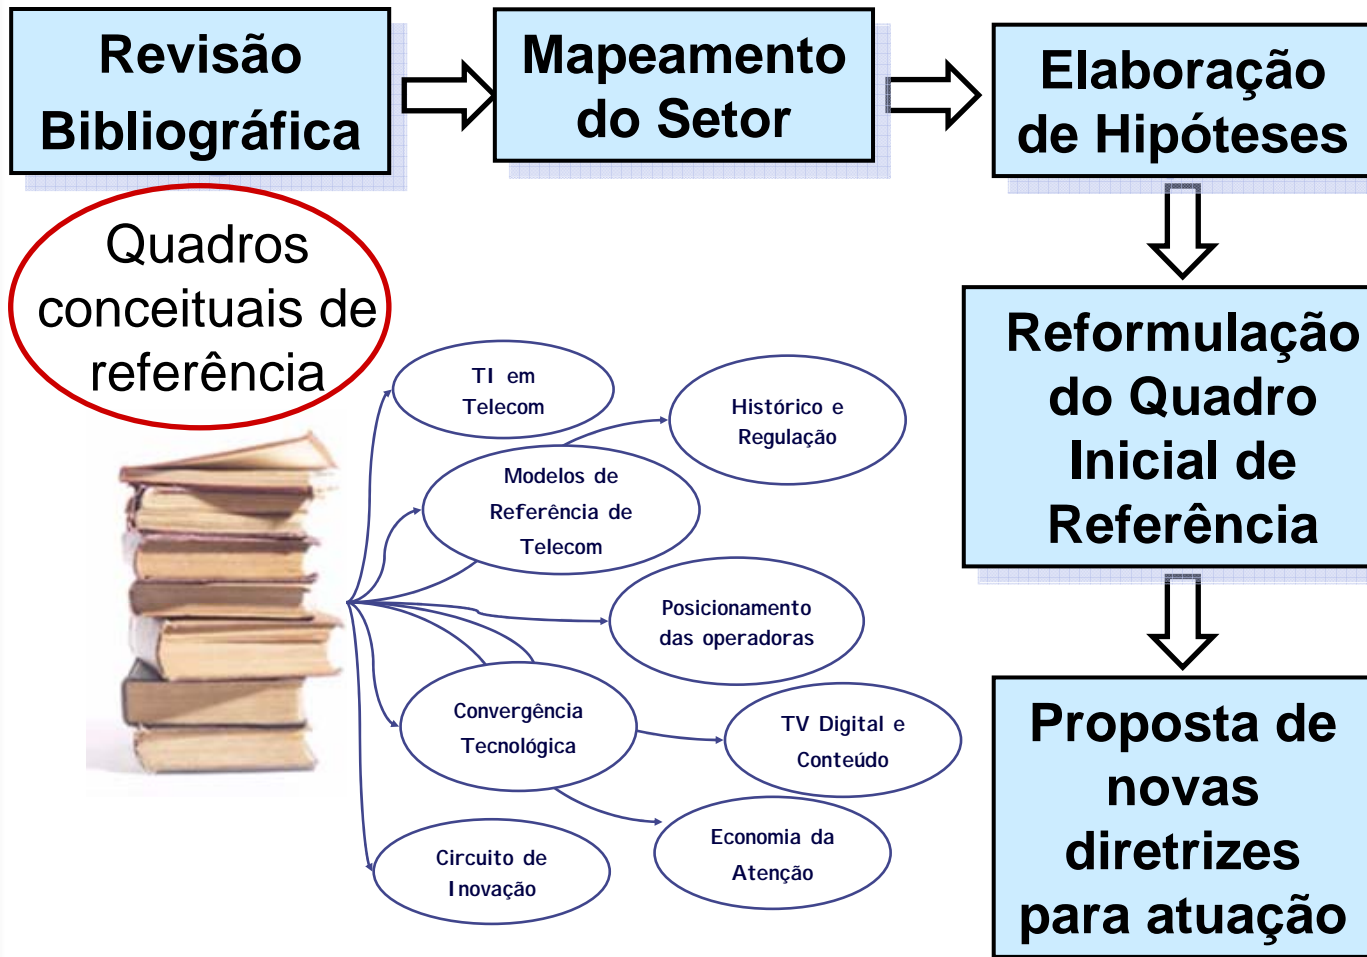 Revisão
Bibliográfica
Mapeamento
do Setor
Elaboração
de Hipóteses
Quadros
conceituais de
referência
Reformulação
do Quadro
Inicial de
Referência
TI em
Telecom
Histórico e
Regulação
Modelos de
Referência de
Telecom
Posicionamento
das operadoras
Convergência
Tecnológica
TV Digital e
Conteúdo
Economia da
Atenção
Circuito de
Inovação
Proposta de
novas
diretrizes
para atuação